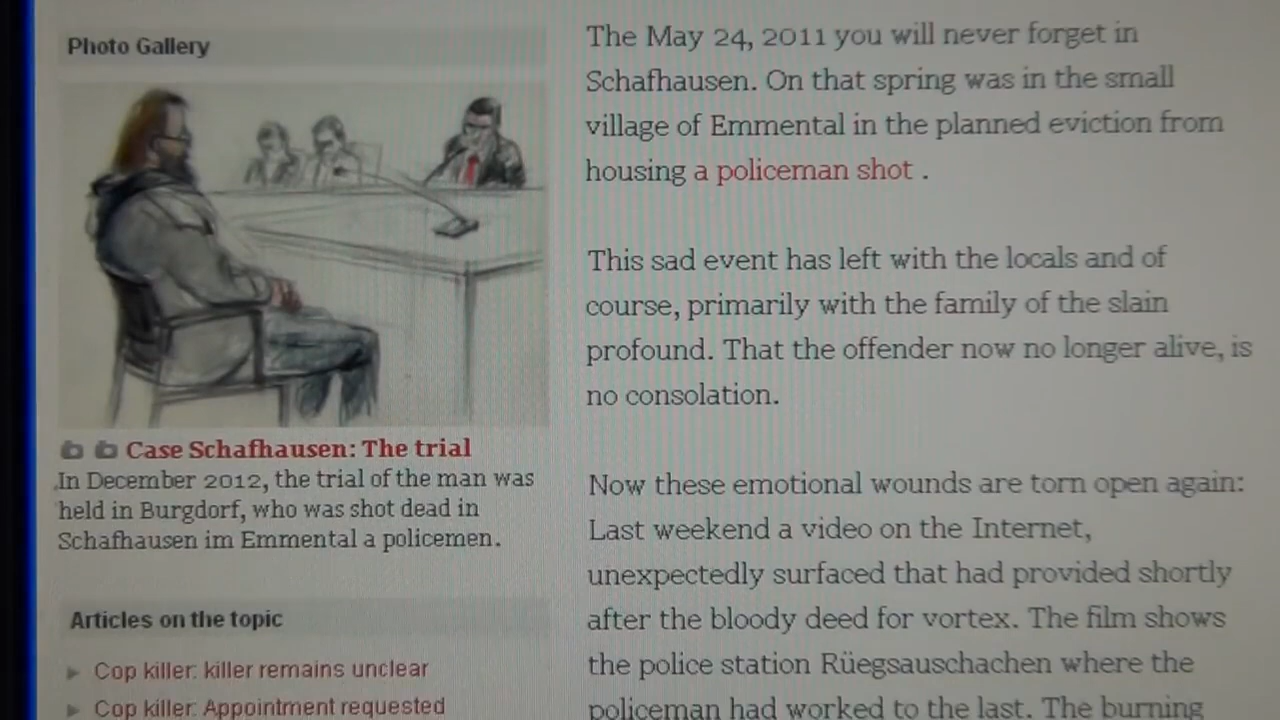 Photo Gallery
Case Schafhausen: The trial
In December 2012, the trial of the man was
held in Burgdorf, who was shot dead in
Schafhausen im Emmental a policemen.
Articles on the topic
Cop killer: killer remains unclear
Cop killer: Appointment requested
The May 24, 2011 you will never forget in
Schafhausen. On that spring was in the small
village of Emmental in the planned eviction from
housing a policeman shot .
This sad event has left with the locals and of
course, primarily with the family of the slain
profound. That the offender now no longer alive, is
no consolation.
Now these emotional wounds are torn open again:
Last weekend a video on the Internet,
unexpectedly surfaced that had provided shortly
after the bloody deed for vortex. The film shows
the police station Rüegsauschachen where the
policeman had worked to the last. The burning